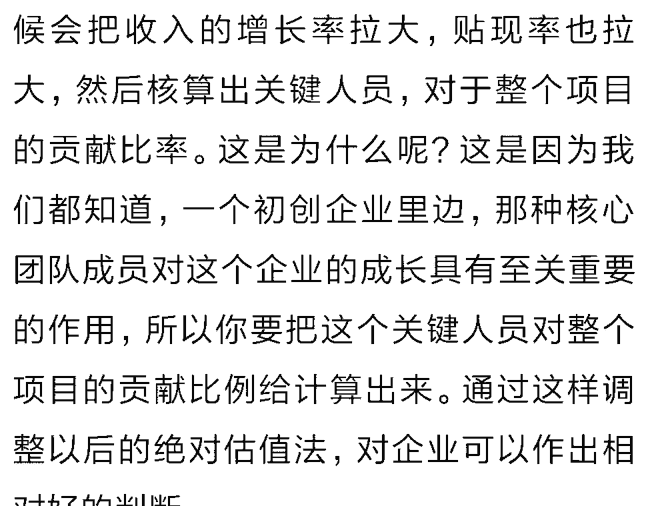 候会把收入的增长率拉大，贴现率也拉
大，然后核算出关键人员，对于整个项目
的贡献比率。这是为什么呢？这是因为我
们都知道，一个初创企业里边，那种核心
团队成员对这个企业的成长具有至关重要
的作用，所以你要把这个关键人员对整个
项目的贡献比例给计算出来。通过这样调
整以后的绝对估值法，对企业可以作出相
对好的判断